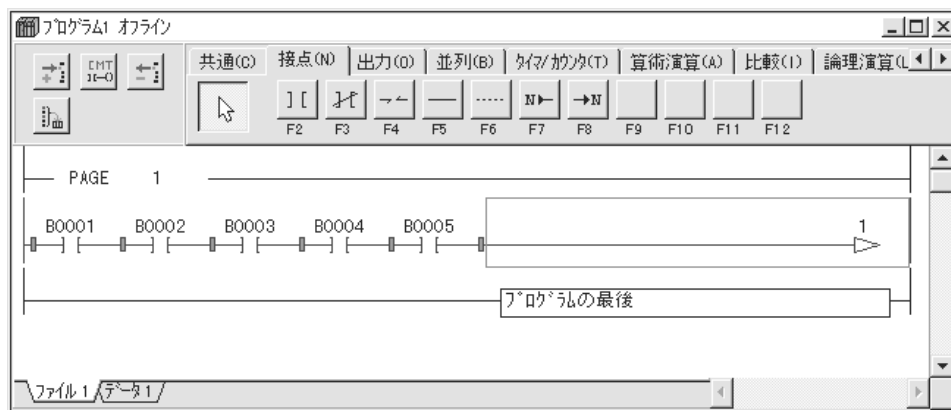 ﾌﾟﾛｸﾞﾗﾑ1 ｵﾌﾗｲﾝ
CMT
共通(C) 接点(N) 出力(O) 並列(B) ﾀｲﾏ/ｶｳﾝﾀ(T) 算術演算(A) 比較(I) 論理演算(L
N N
F2 F3 F4 F5 F6 F7 F8 F9 F10 F11 F12
PAGE 1
B0001 B0002 B0003 B0004 B0005 1
ﾌﾟﾛｸﾞﾗﾑの最後
ﾌｧｲﾙ 1 ﾃﾞｰﾀ 1